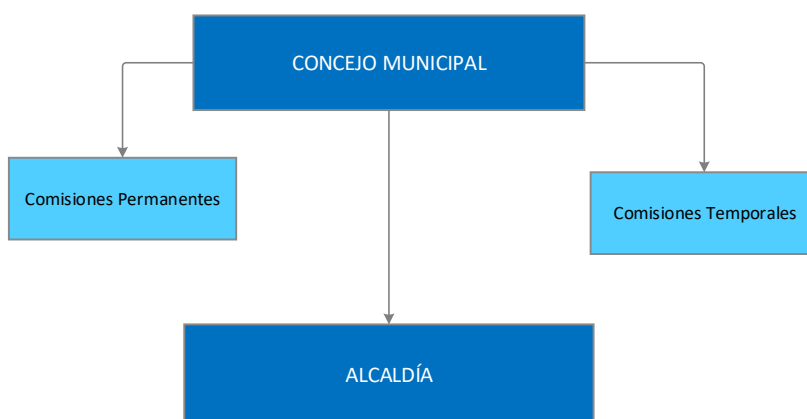 CONCEJO MUNICIPAL
Comisiones Permanentes
Comisiones Temporales
ALCALDÍA